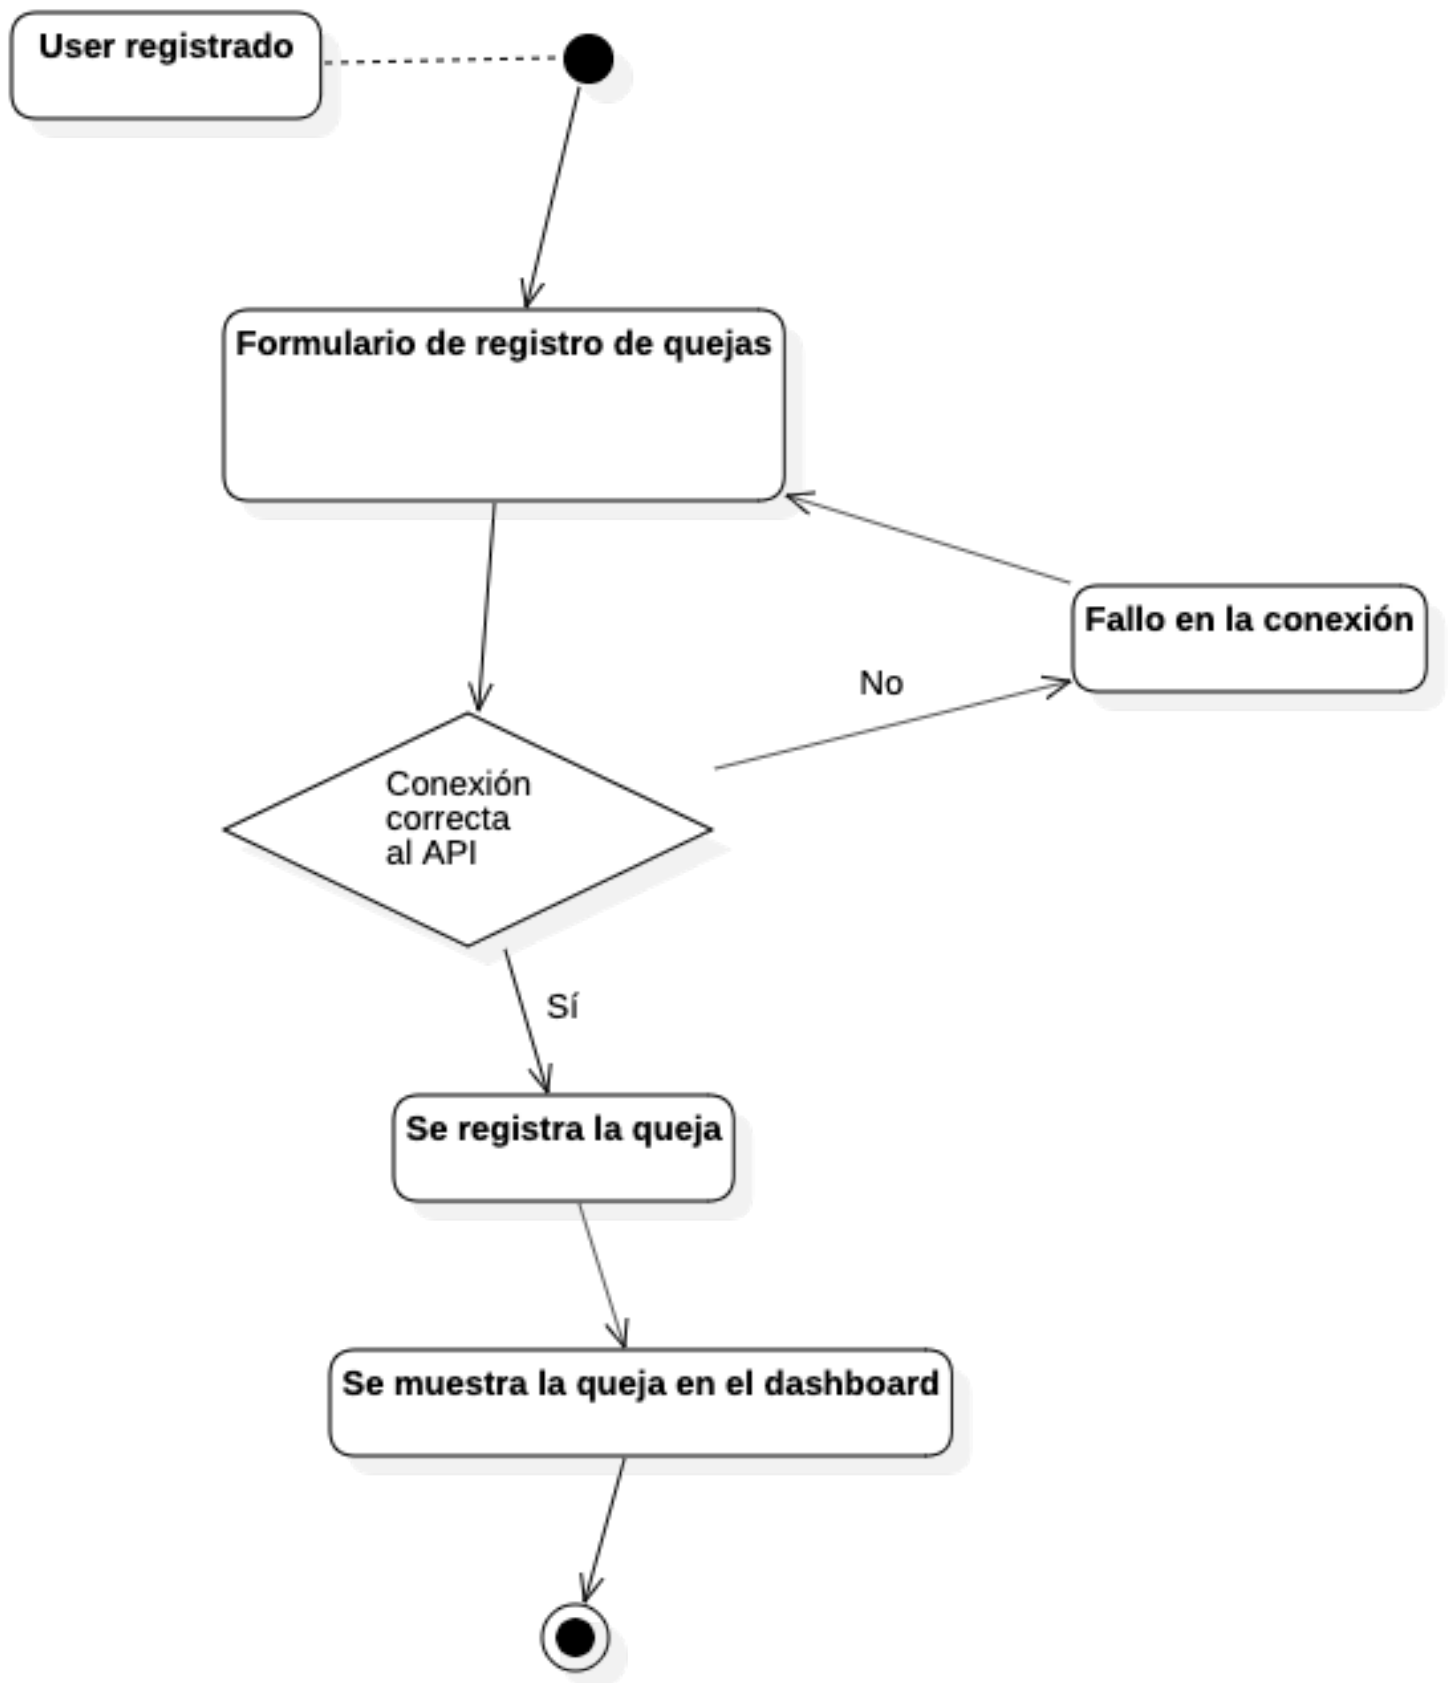 User registrado
Formulario de registro de quejas
Fallo en la conexión
No
Conexión
correcta
al API
Sí
Se registra la queja
Se muestra la queja en el dashboard